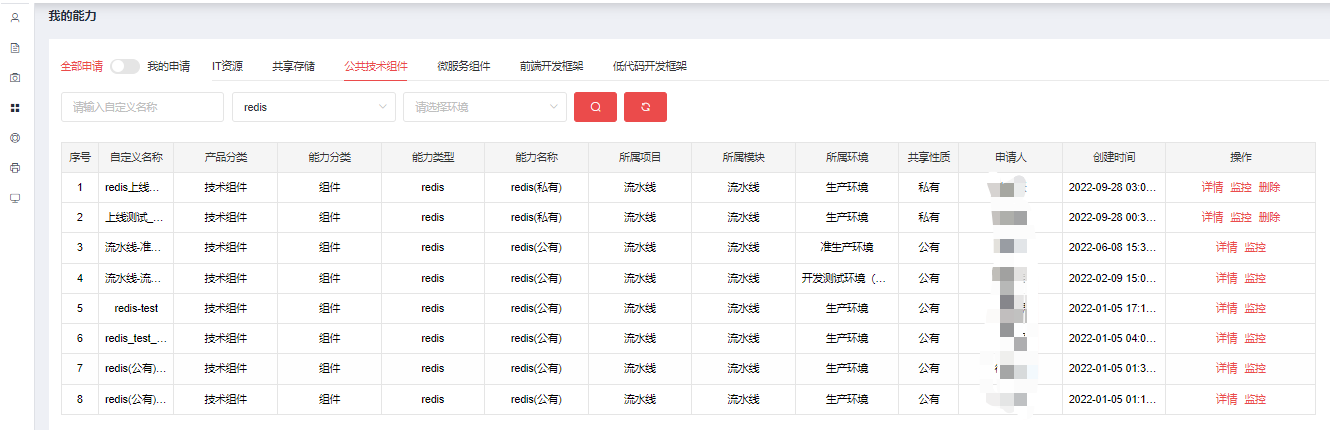 我的能力
全部申请 我的申请 IT资源 共享存储 公共技术组件 微服务组件 前端开发框架 低代码开发框架
请输入自定义名称 redis 请选择环境
序号 自定义名称 产品分类 能力分类 能力类型 能力名称 所属项目 所属模块 所属环境 共享性质 申请人 创建时间 操作
1 redis上线... 技术组件 组件 redis redis(私有) 流水线 流水线 生产环境 私有 2022-09-28 03:0... 详情 监控 删除
2 上线测试_... 技术组件 组件 redis redis(私有) 流水线 流水线 生产环境 私有 2022-09-28 00:3... 详情 监控 删除
3 流水线-准... 技术组件 组件 redis redis(公有) 流水线 流水线 准生产环境 公有 2022-06-08 15:3... 详情 监控
4 流水线-流... 技术组件 组件 redis redis(公有) 流水线 流水线 开发测试环境（... 公有 2022-02-09 15:0... 详情 监控
5 redis-test 技术组件 组件 redis redis(公有) 流水线 流水线 生产环境 公有 2022-01-05 17:1... 详情 监控
6 redis_test_... 技术组件 组件 redis redis(公有) 流水线 流水线 生产环境 公有 2022-01-05 04:0... 详情 监控
7 redis(公有)... 技术组件 组件 redis redis(公有) 流水线 流水线 生产环境 公有 2022-01-05 01:3... 详情 监控
8 redis(公有)... 技术组件 组件 redis redis(公有) 流水线 流水线 生产环境 公有 2022-01-05 01:1... 详情 监控